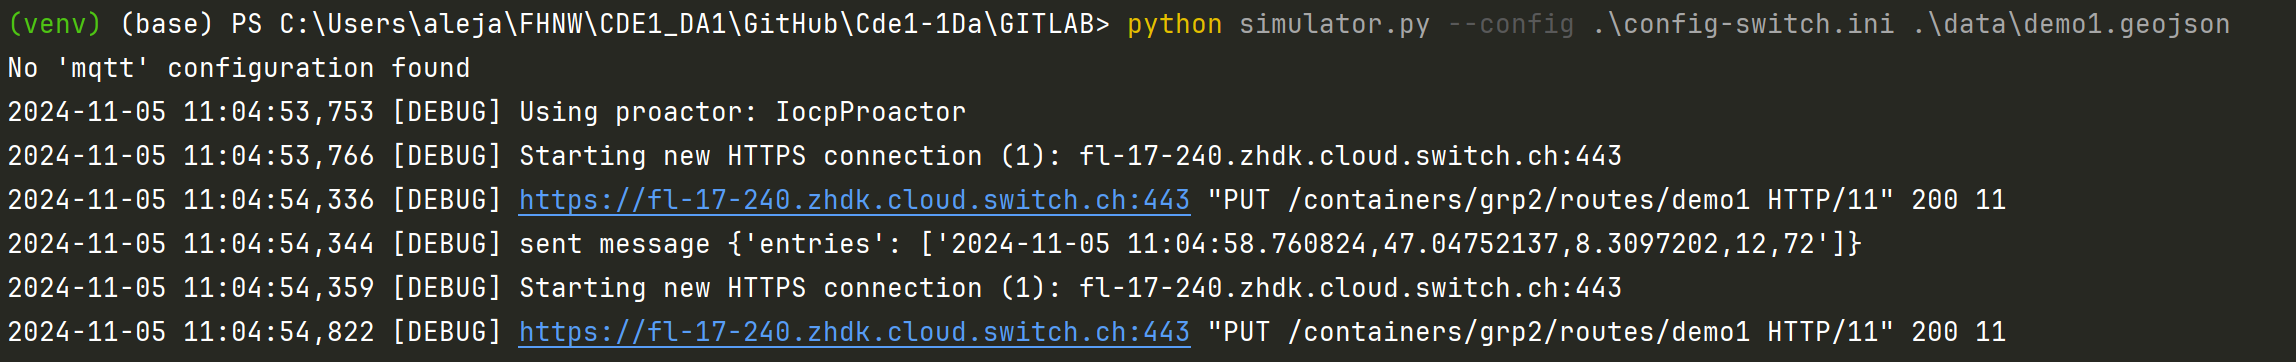 (venv) (base) PS C:\Users\aleja\FHNW\CDE1_DA1\GitHub\Cde1-1Da\GITLAB> python simulator.py --config .\config-switch.ini .\data\demo1.geojson
No 'mqtt' configuration found
2024-11-05 11:04:53,753 [DEBUG] Using proactor: IocpProactor
2024-11-05 11:04:53,766 [DEBUG] Starting new HTTPS connection (1): fl-17-240.zhdk.cloud.switch.ch:443
2024-11-05 11:04:54,336 [DEBUG] https://fl-17-240.zhdk.cloud.switch.ch:443 "PUT /containers/grp2/routes/demo1 HTTP/11" 200 11
2024-11-05 11:04:54,344 [DEBUG] sent message {'entries': ['2024-11-05 11:04:58.760824,47.04752137,8.3097202,12,72']}
2024-11-05 11:04:54,359 [DEBUG] Starting new HTTPS connection (1): fl-17-240.zhdk.cloud.switch.ch:443
2024-11-05 11:04:54,822 [DEBUG] https://fl-17-240.zhdk.cloud.switch.ch:443 "PUT /containers/grp2/routes/demo1 HTTP/11" 200 11